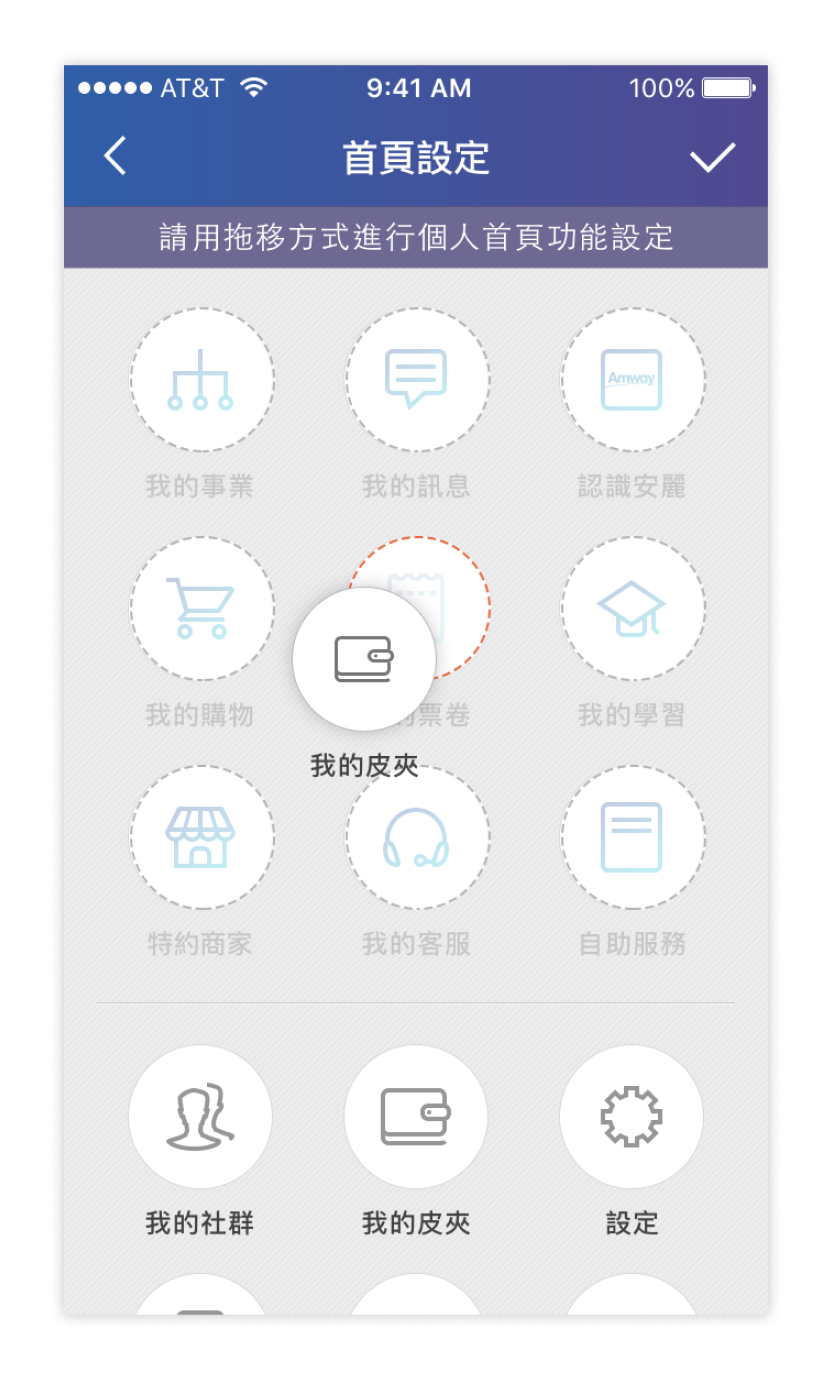 AT&T 9:41 AM 100%
首頁設定
請用拖移方式進行個人首頁功能設定
Amway
我的事業 我的訊息 認識安麗
我的購物 票卷 我的學習
我的皮夾
特約商家 我的客服 自助服務
我的社群 我的皮夾 設定